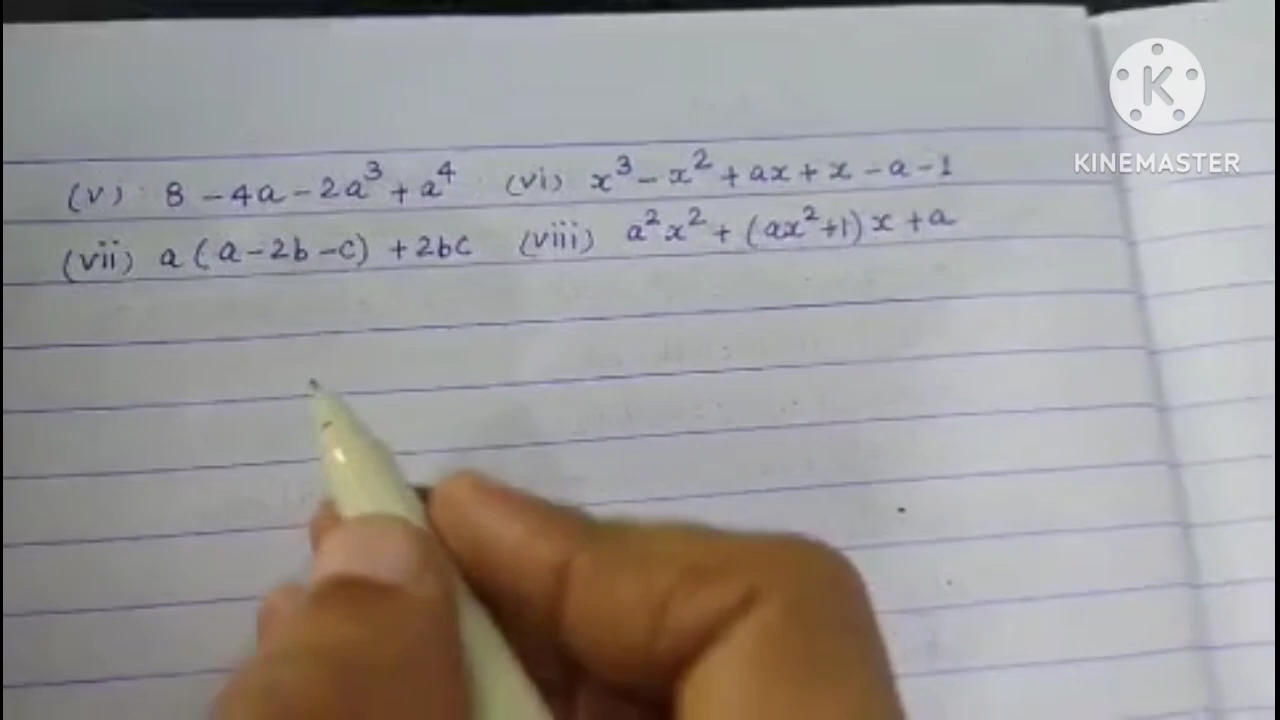 (v) 8 - 4a - 2a³ + a⁴ (vi) x³ - x² + ax + x - a - 1
(vii) a (a - 2b - c) + 2bc (viii) a²x² + (ax² + 1) x + a
K
KINEMASTER